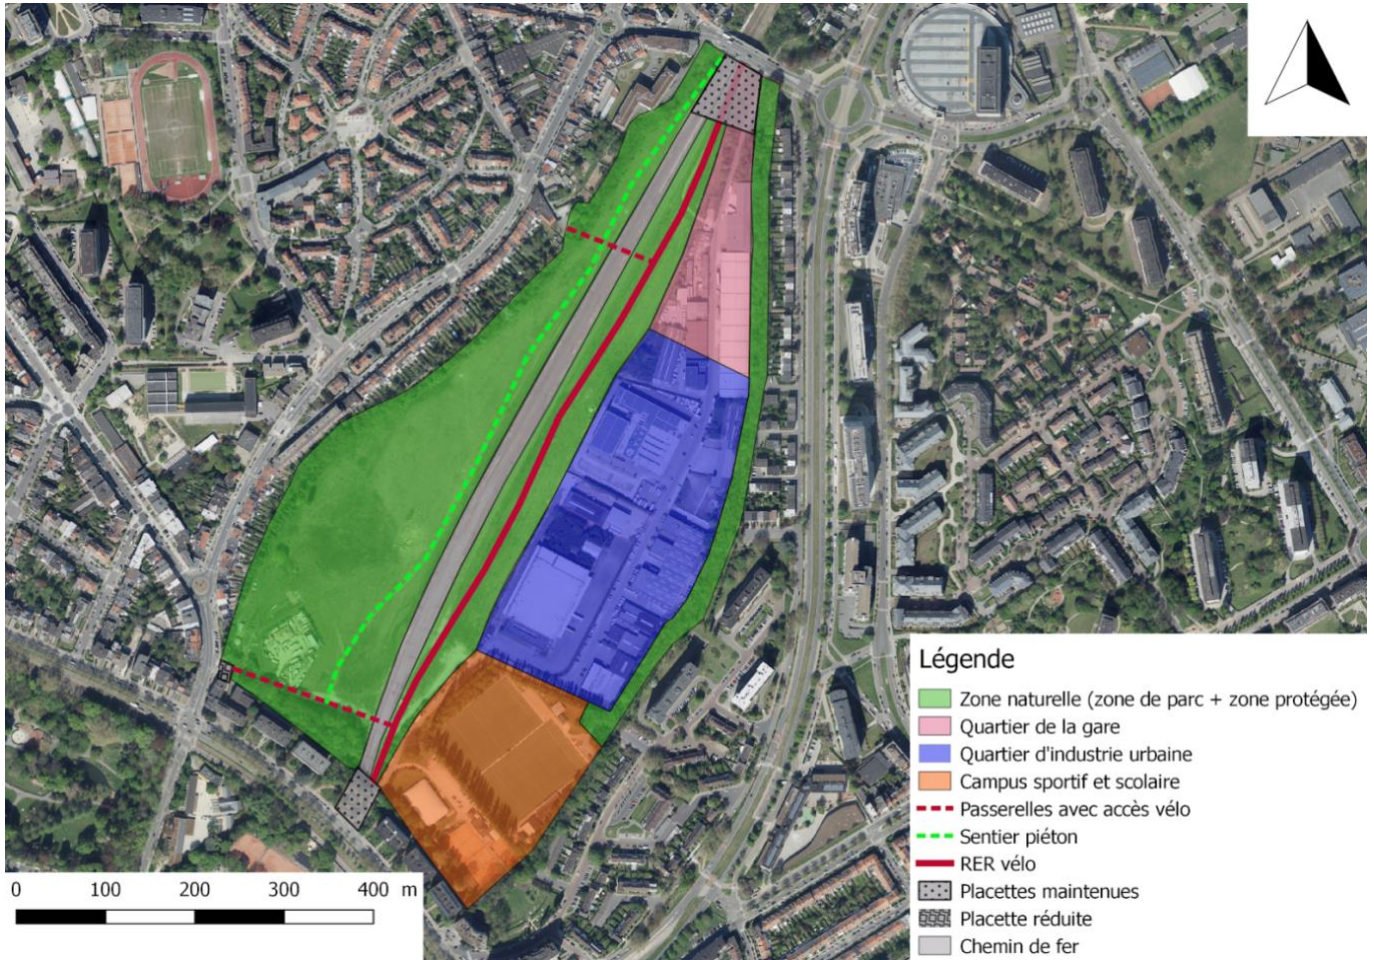 Légende
Zone naturelle (zone de parc + zone protégée)
Quartier de la gare
Quartier d'industrie urbaine
Campus sportif et scolaire
Passerelles avec accès vélo
Sentier piéton
RER vélo
Placettes maintenues
Placette réduite
Chemin de fer
0 100 200 300 400 m